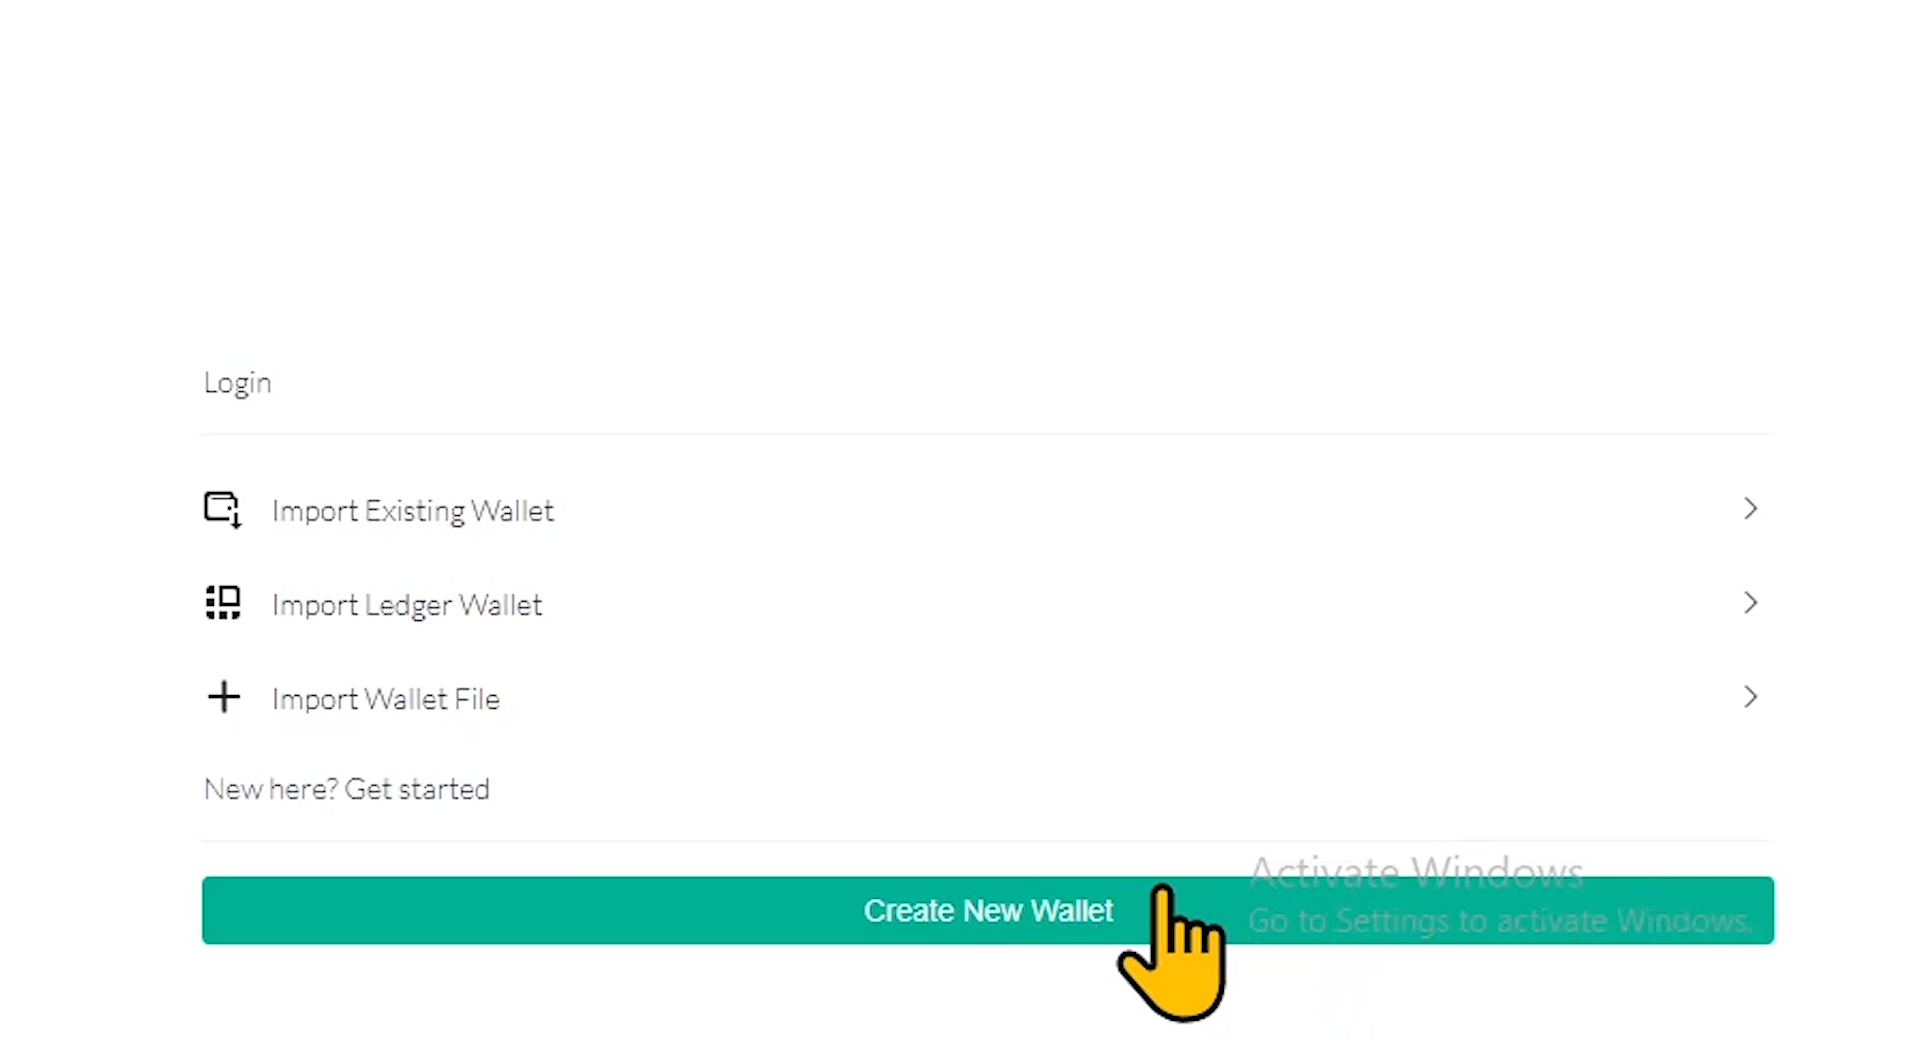 Login
Import Existing Wallet
Import Ledger Wallet
Import Wallet File
New here? Get started
Activate Windows
Create New Wallet
Go to Settings to activate Windows.